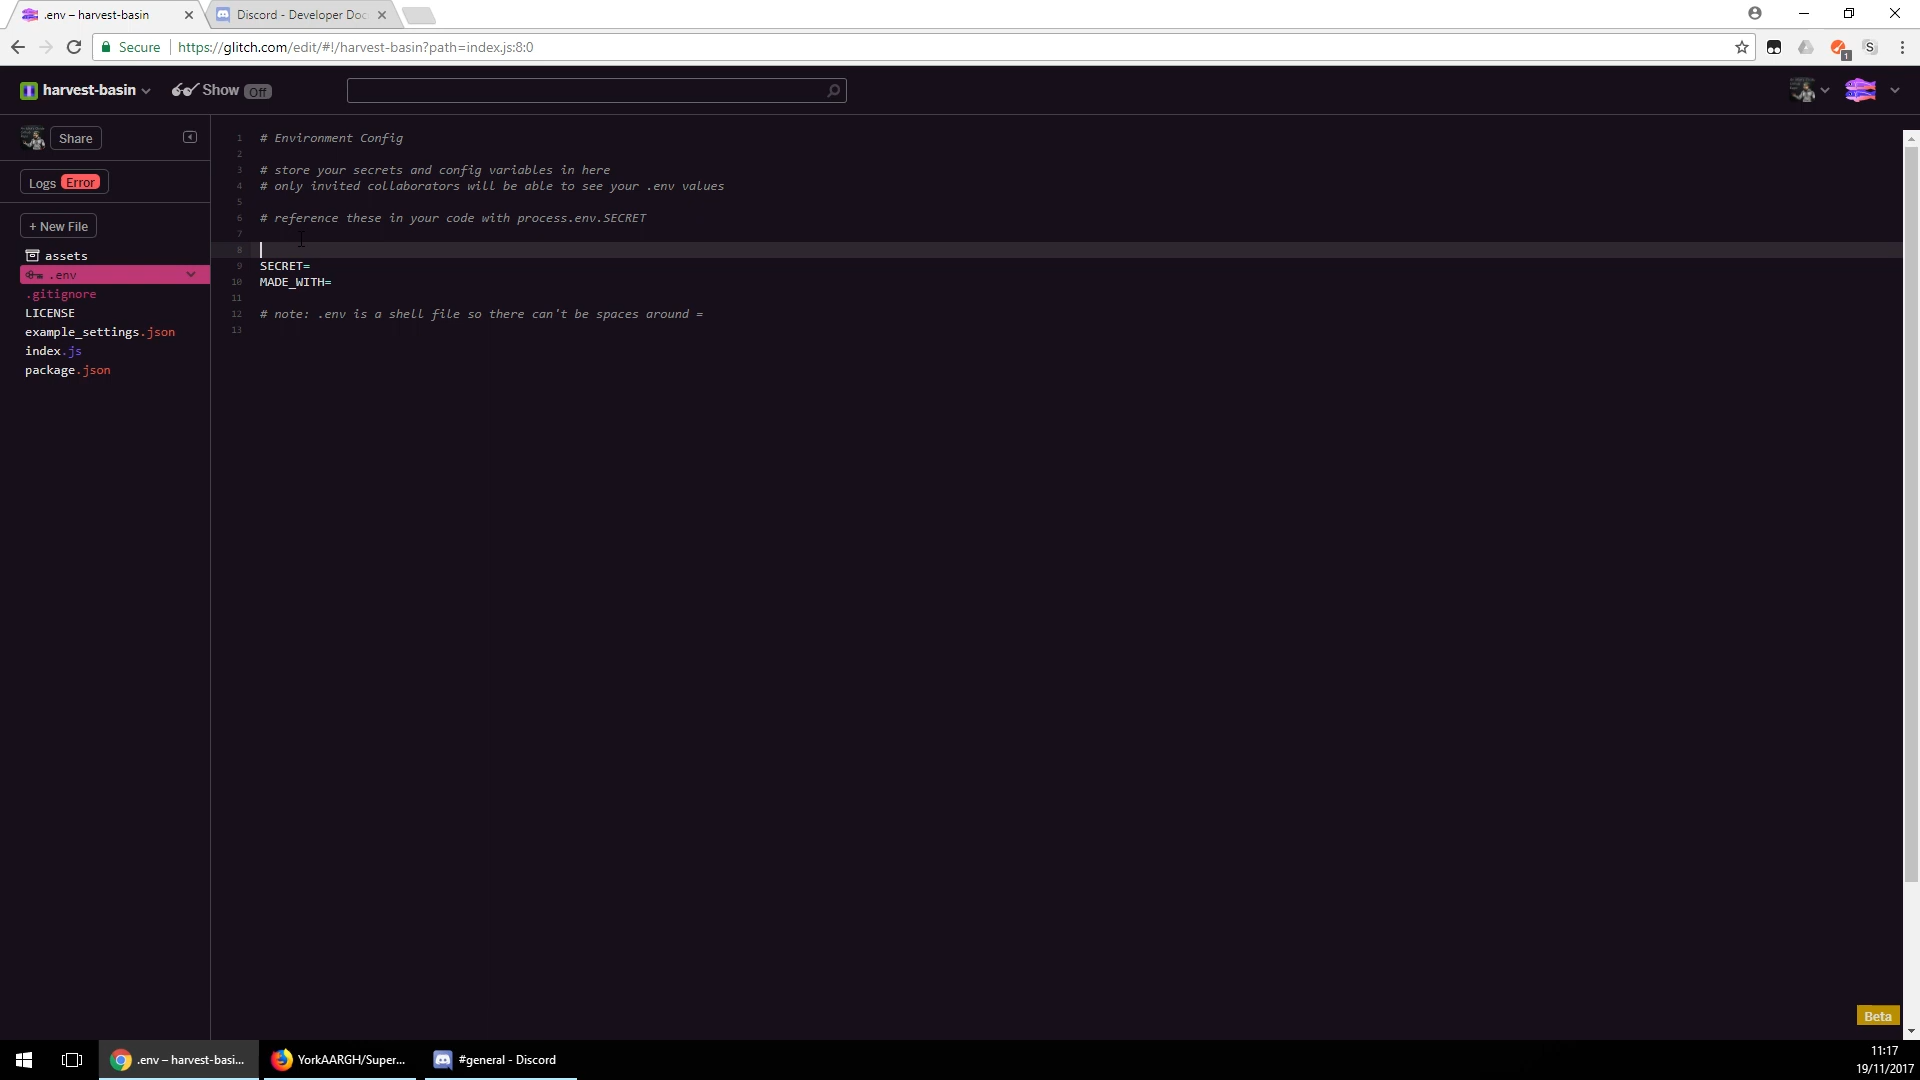 .env – harvest-basin
Discord - Developer Doc
Secure
https://glitch.com/edit/#!/harvest-basin?path=index.js:8:0
1
S
harvest-basin
Show Off
Share
Logs Error
+ New File
assets
.env
.gitignore
LICENSE
example_settings.json
index.js
package.json
1 # Environment Config
2
3 # store your secrets and config variables in here
4 # only invited collaborators will be able to see your .env values
5
6 # reference these in your code with process.env.SECRET
7
8
9 SECRET=
10 MADE_WITH=
11
12 # note: .env is a shell file so there can't be spaces around =
13
Beta
.env – harvest-basi...
YorkAARGH/Super...
#general - Discord
11:17
19/11/2017